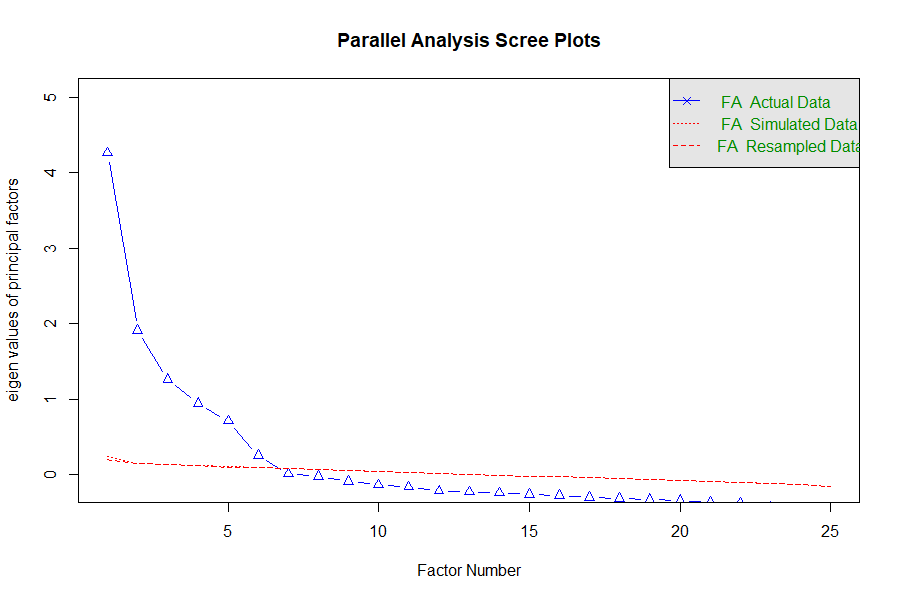 Parallel Analysis Scree Plots
FA Actual Data
FA Simulated Data
FA Resampled Data
eigen values of principal factors
5
4
3
2
1
0
5
10
15
20
25
Factor Number